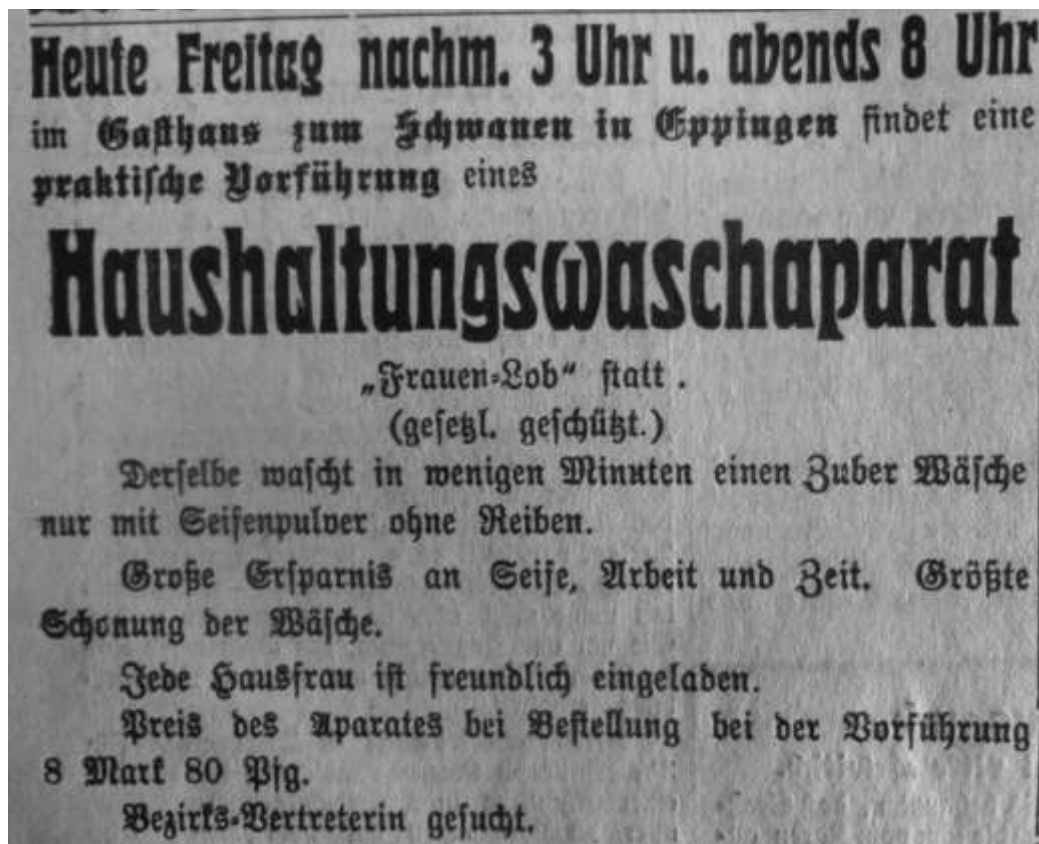 Heute Freitag nachm. 3 Uhr u. abends 8 Uhr
im Gasthaus zum Schwanen in Eppingen findet eine
praktische Vorführung eines
Haushaltungswaschaparat
„Frauen-Lob“ statt.
(gesetzl. geschützt.)
Derselbe wascht in wenigen Minuten einen Zuber Wäsche
nur mit Seifenpulver ohne Reiben.
Große Ersparnis an Seife, Arbeit und Zeit. Größte
Schonung der Wäsche.
Jede Hausfrau ist freundlich eingeladen.
Preis des Aparates bei Bestellung bei der Vorführung
8 Mark 80 Pfg.
Bezirks-Vertreterin gesucht.